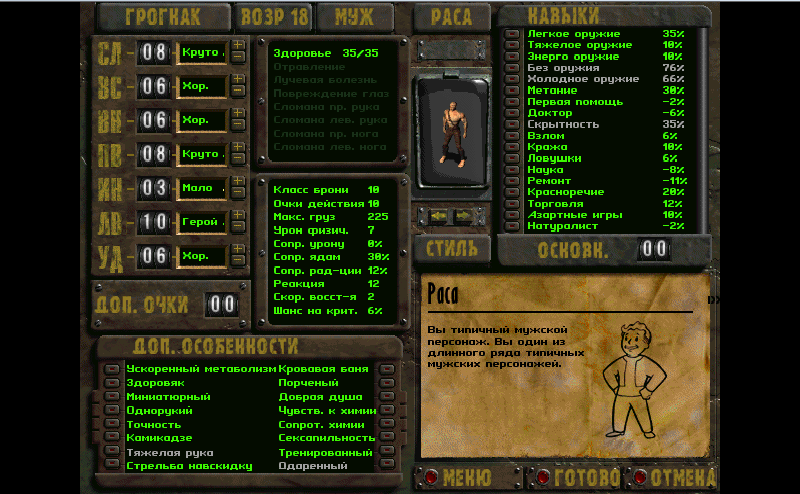 ГРОГНАК
ВОЗР 18
МУЖ
РАСА
НАВЫКИ
СЛ 08 Круто
ВС 06 Хор.
ВН 06 Хор.
ПВ 08 Круто
ИН 03 Мало
ЛВ 10 Герой
УД 06 Хор.
ДОП. ОЧКИ 00
Здоровье 35/35
Отравление
Лучевая болезнь
Повреждение глаз
Сломана пр. рука
Сломана лев. рука
Сломана пр. нога
Сломана лев. нога
Класс брони 10
Очки действия 10
Макс. груз 225
Урон физич. 7
Сопр. урону 0%
Сопр. ядам 30%
Сопр. рад-ции 12%
Реакция 12
Скор. восст-я 2
Шанс на крит. 6%
СТИЛЬ
Легкое оружие 35%
Тяжелое оружие 10%
Энерго оружие 10%
Без оружия 76%
Холодное оружие 66%
Метание 30%
Первая помощь -2%
Доктор -6%
Скрытность 35%
Взлом 6%
Кража 10%
Ловушки 6%
Наука -8%
Ремонт -11%
Красноречие 20%
Торговля 12%
Азартные игры 10%
Натуралист -2%
ОСНОВН. 00
ДОП. ОСОБЕННОСТИ
Ускоренный метаболизм Кровавая баня
Здоровяк Порченый
Миниатюрный Добрая душа
Однорукий Чувств. к химии
Точность Сопрот. химии
Камикадзе Сексапильность
Тяжелая рука Тренированный
Стрельба навскидку Одаренный
Раса
Вы типичный мужской
персонаж. Вы один из
длинного ряда типичных
мужских персонажей.
МЕНЮ
ГОТОВО
ОТМЕНА